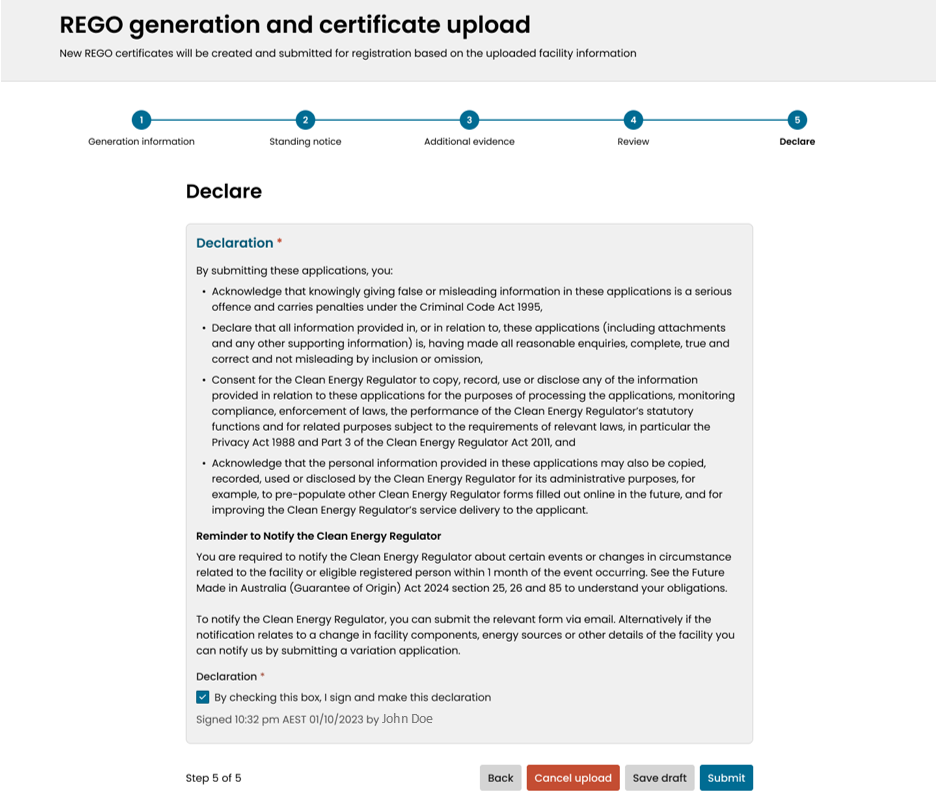 REGO generation and certificate upload
New REGO certificates will be created and submitted for registration based on the uploaded facility information
1
2
3
4
5
Generation information
Standing notice
Additional evidence
Review
Declare
Declare
Declaration *
By submitting these applications, you:
• Acknowledge that knowingly giving false or misleading information in these applications is a serious
offence and carries penalties under the Criminal Code Act 1995,
• Declare that all information provided in, or in relation to, these applications (including attachments
and any other supporting information) is, having made all reasonable enquiries, complete, true and
correct and not misleading by inclusion or omission,
• Consent for the Clean Energy Regulator to copy, record, use or disclose any of the information
provided in relation to these applications for the purposes of processing the applications, monitoring
compliance, enforcement of laws, the performance of the Clean Energy Regulator's statutory
functions and for related purposes subject to the requirements of relevant laws, in particular the
Privacy Act 1988 and Part 3 of the Clean Energy Regulator Act 2011, and
• Acknowledge that the personal information provided in these applications may also be copied,
recorded, used or disclosed by the Clean Energy Regulator for its administrative purposes, for
example, to pre-populate other Clean Energy Regulator forms filled out online in the future, and for
improving the Clean Energy Regulator's service delivery to the applicant.
Reminder to Notify the Clean Energy Regulator
You are required to notify the Clean Energy Regulator about certain events or changes in circumstance
related to the facility or eligible registered person within 1 month of the event occurring. See the Future
Made in Australia (Guarantee of Origin) Act 2024 section 25, 26 and 85 to understand your obligations.
To notify the Clean Energy Regulator, you can submit the relevant form via email. Alternatively if the
notification relates to a change in facility components, energy sources or other details of the facility you
can notify us by submitting a variation application.
Declaration *
By checking this box, I sign and make this declaration
Signed 10:32 pm AEST 01/10/2023 by John Doe
Step 5 of 5
Back
Cancel upload
Save draft
Submit